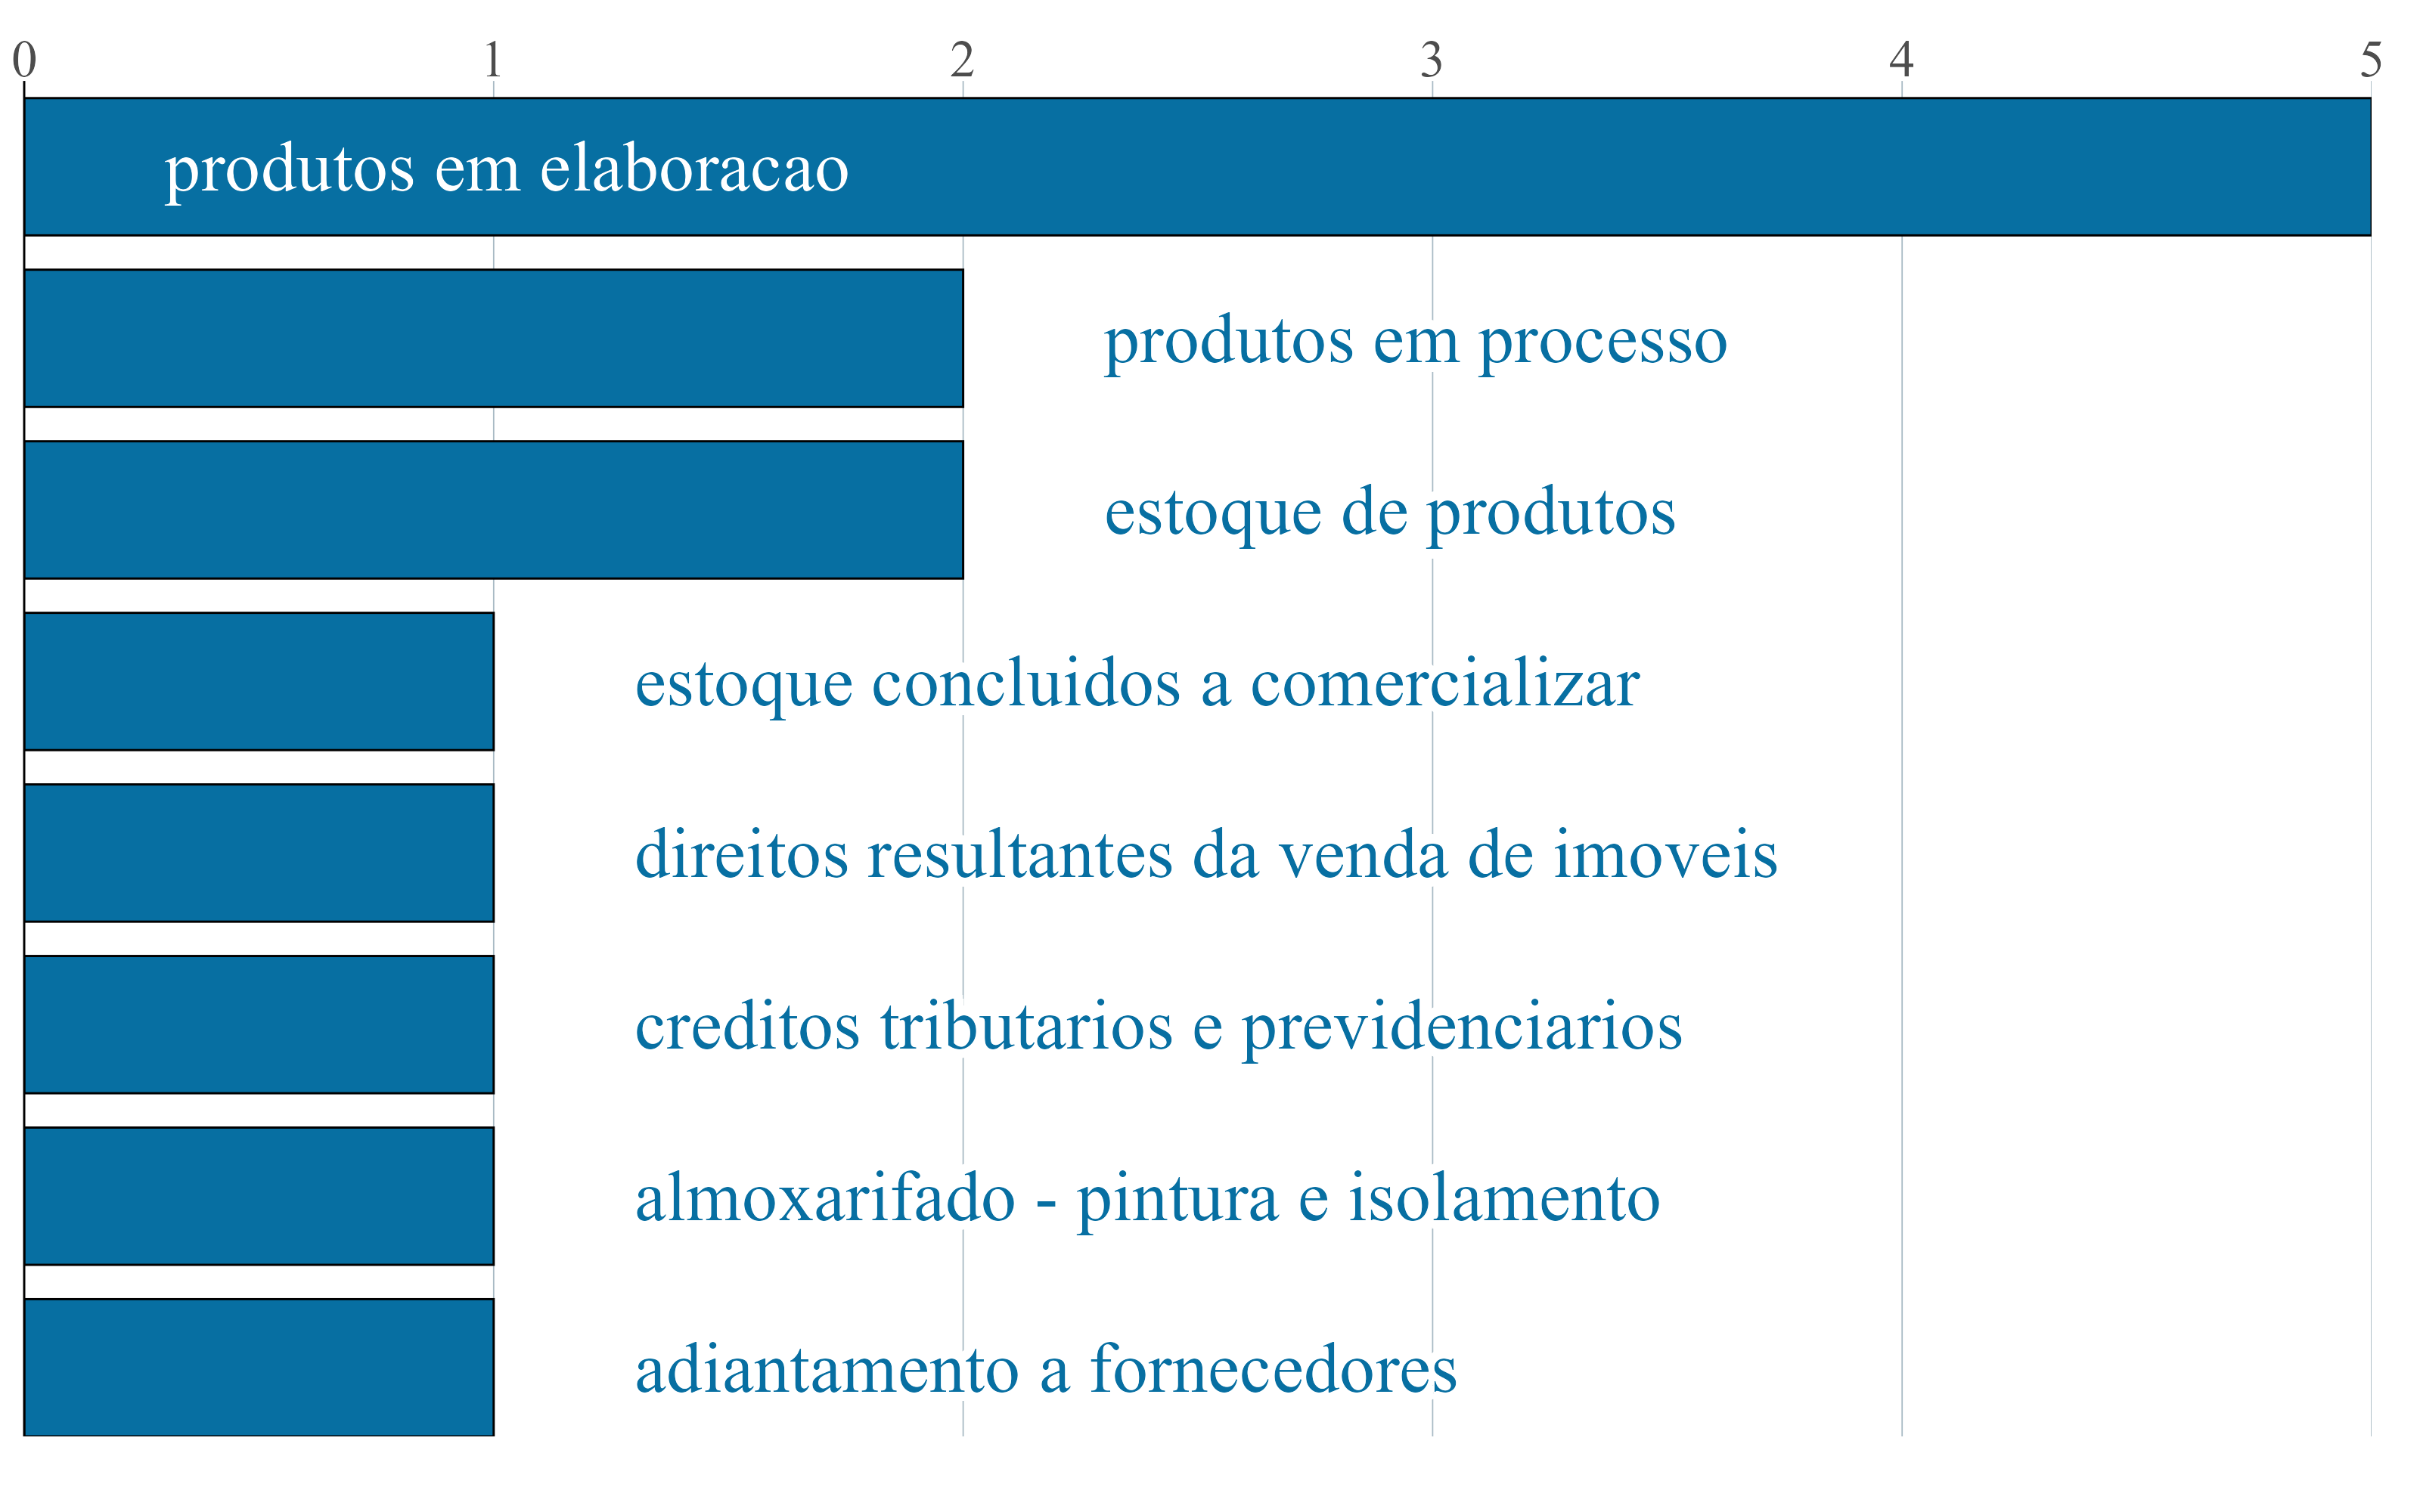 0 1 2 3 4 5
produtos em elaboracao
produtos em processo
estoque de produtos
estoque concluidos a comercializar
direitos resultantes da venda de imoveis
creditos tributarios e previdenciarios
almoxarifado - pintura e isolamento
adiantamento a fornecedores